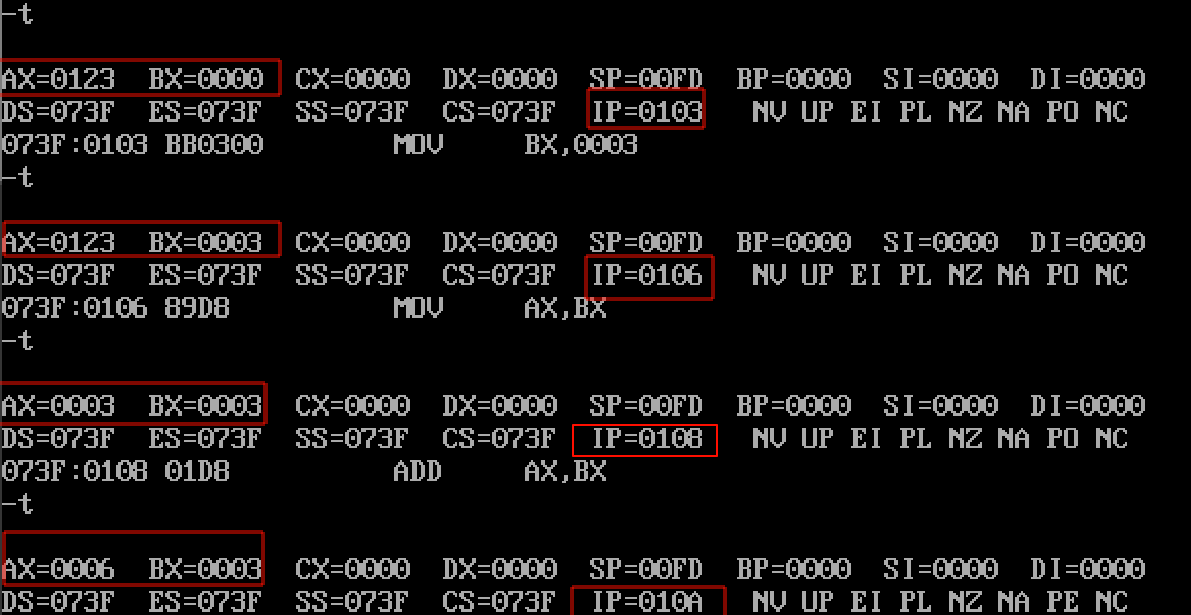 -t
AX=0123 BX=0000 CX=0000 DX=0000 SP=00FD BP=0000 SI=0000 DI=0000
DS=073F ES=073F SS=073F CS=073F IP=0103 NV UP EI PL NZ NA PO NC
073F:0103 BB0300 MOV BX,0003
-t
AX=0123 BX=0003 CX=0000 DX=0000 SP=00FD BP=0000 SI=0000 DI=0000
DS=073F ES=073F SS=073F CS=073F IP=0106 NV UP EI PL NZ NA PO NC
073F:0106 89D8 MOV AX,BX
-t
AX=0003 BX=0003 CX=0000 DX=0000 SP=00FD BP=0000 SI=0000 DI=0000
DS=073F ES=073F SS=073F CS=073F IP=0108 NV UP EI PL NZ NA PO NC
073F:0108 01D8 ADD AX,BX
-t
AX=0006 BX=0003 CX=0000 DX=0000 SP=00FD BP=0000 SI=0000 DI=0000
DS=073F ES=073F SS=073F CS=073F IP=010A NV UP EI PL NZ NA PE NC